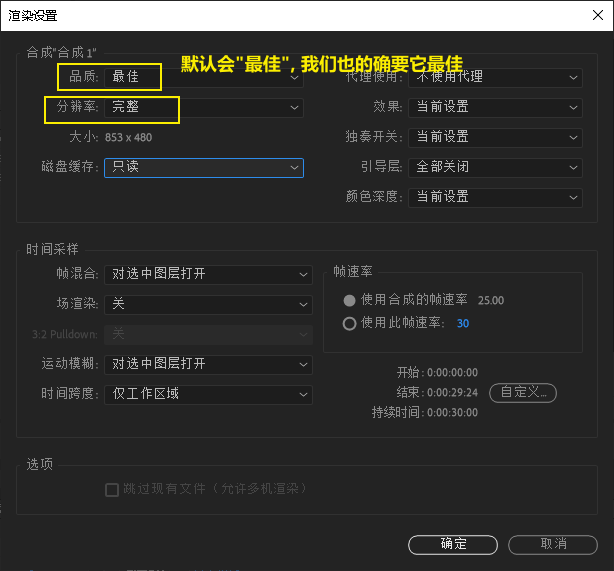 渲染设置
合成"合成 1"
默认会"最佳", 我们也的确要它最佳
品质: 最佳
代理使用: 不使用代理
分辨率: 完整
效果: 当前设置
大小: 853 x 480
独奏开关: 当前设置
磁盘缓存: 只读
引导层: 全部关闭
颜色深度: 当前设置
时间采样
帧混合: 对选中图层打开
场渲染: 关
3:2 Pulldown: 关
运动模糊: 对选中图层打开
时间跨度: 仅工作区域
帧速率
使用合成的帧速率 25.00
使用此帧速率: 30
开始: 0:00:00:00
结束: 0:00:29:24 自定义...
持续时间: 0:00:30:00
选项
跳过现有文件（允许多机渲染）
确定 取消